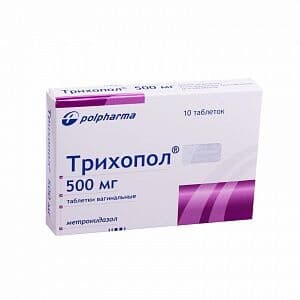 polpharma
10 таблеток
Трихопол®
500 мг
таблетки вагинальные
метронидазол
Трихопол
500 мг